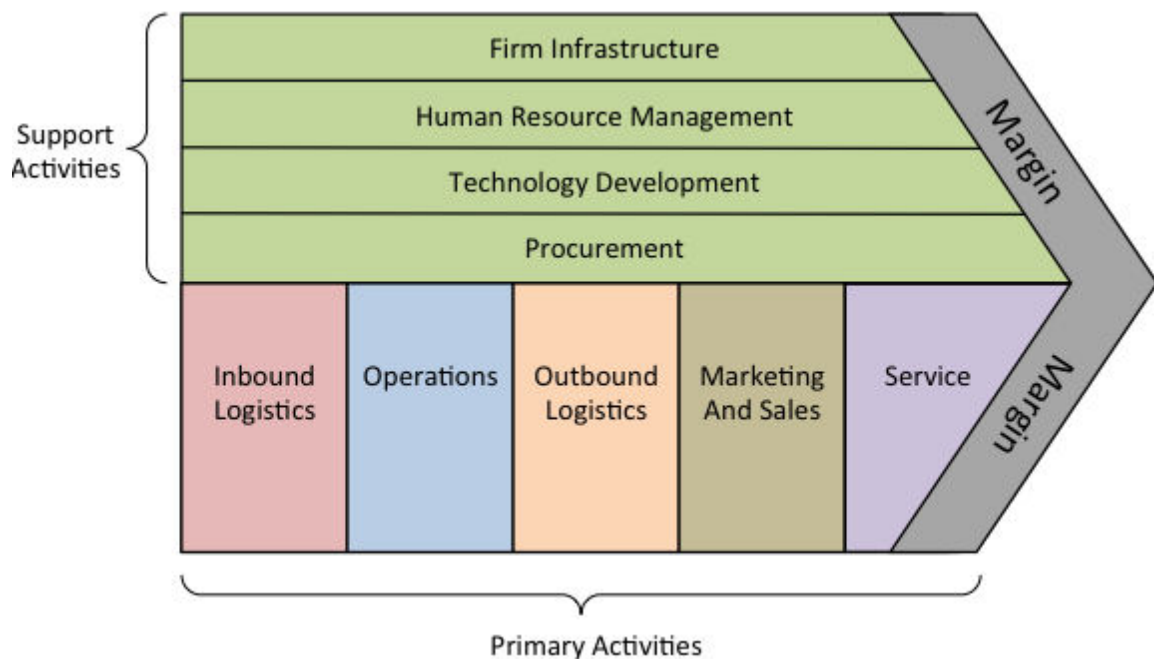 Firm Infrastructure
Human Resource Management
Technology Development
Procurement
Support
Activities
Margin
Inbound
Logistics
Operations
Outbound
Logistics
Marketing
And Sales
Service
Margin
Primary Activities